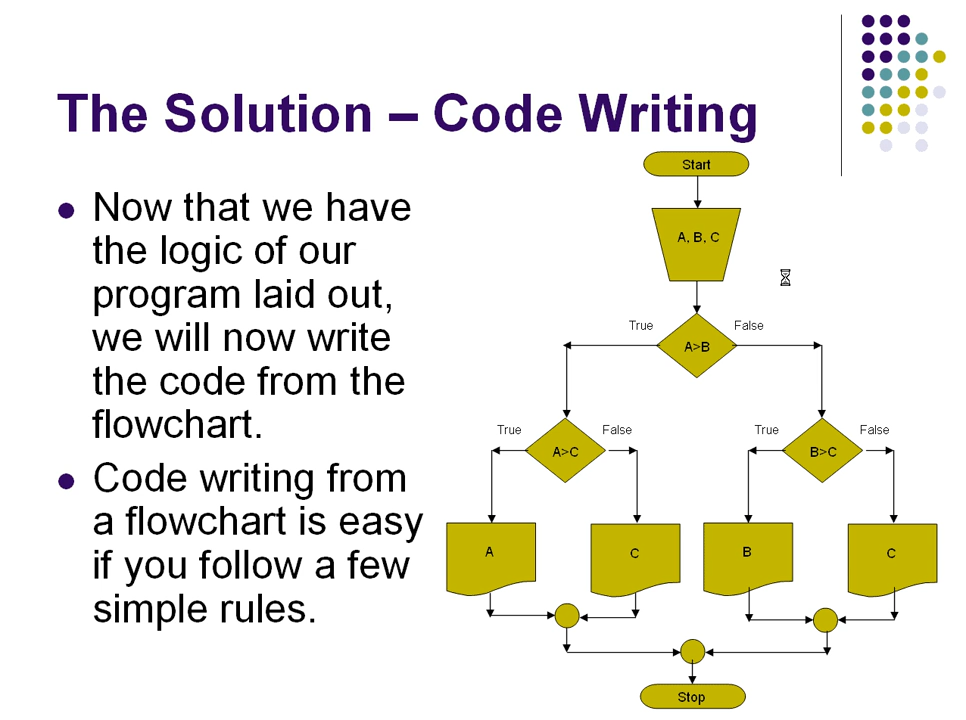 The Solution – Code Writing
Now that we have
the logic of our
program laid out,
we will now write
the code from the
flowchart.
Code writing from
a flowchart is easy
if you follow a few
simple rules.
Start
A, B, C
True
False
A>B
True
False
True
False
A>C
B>C
A
C
B
C
Stop